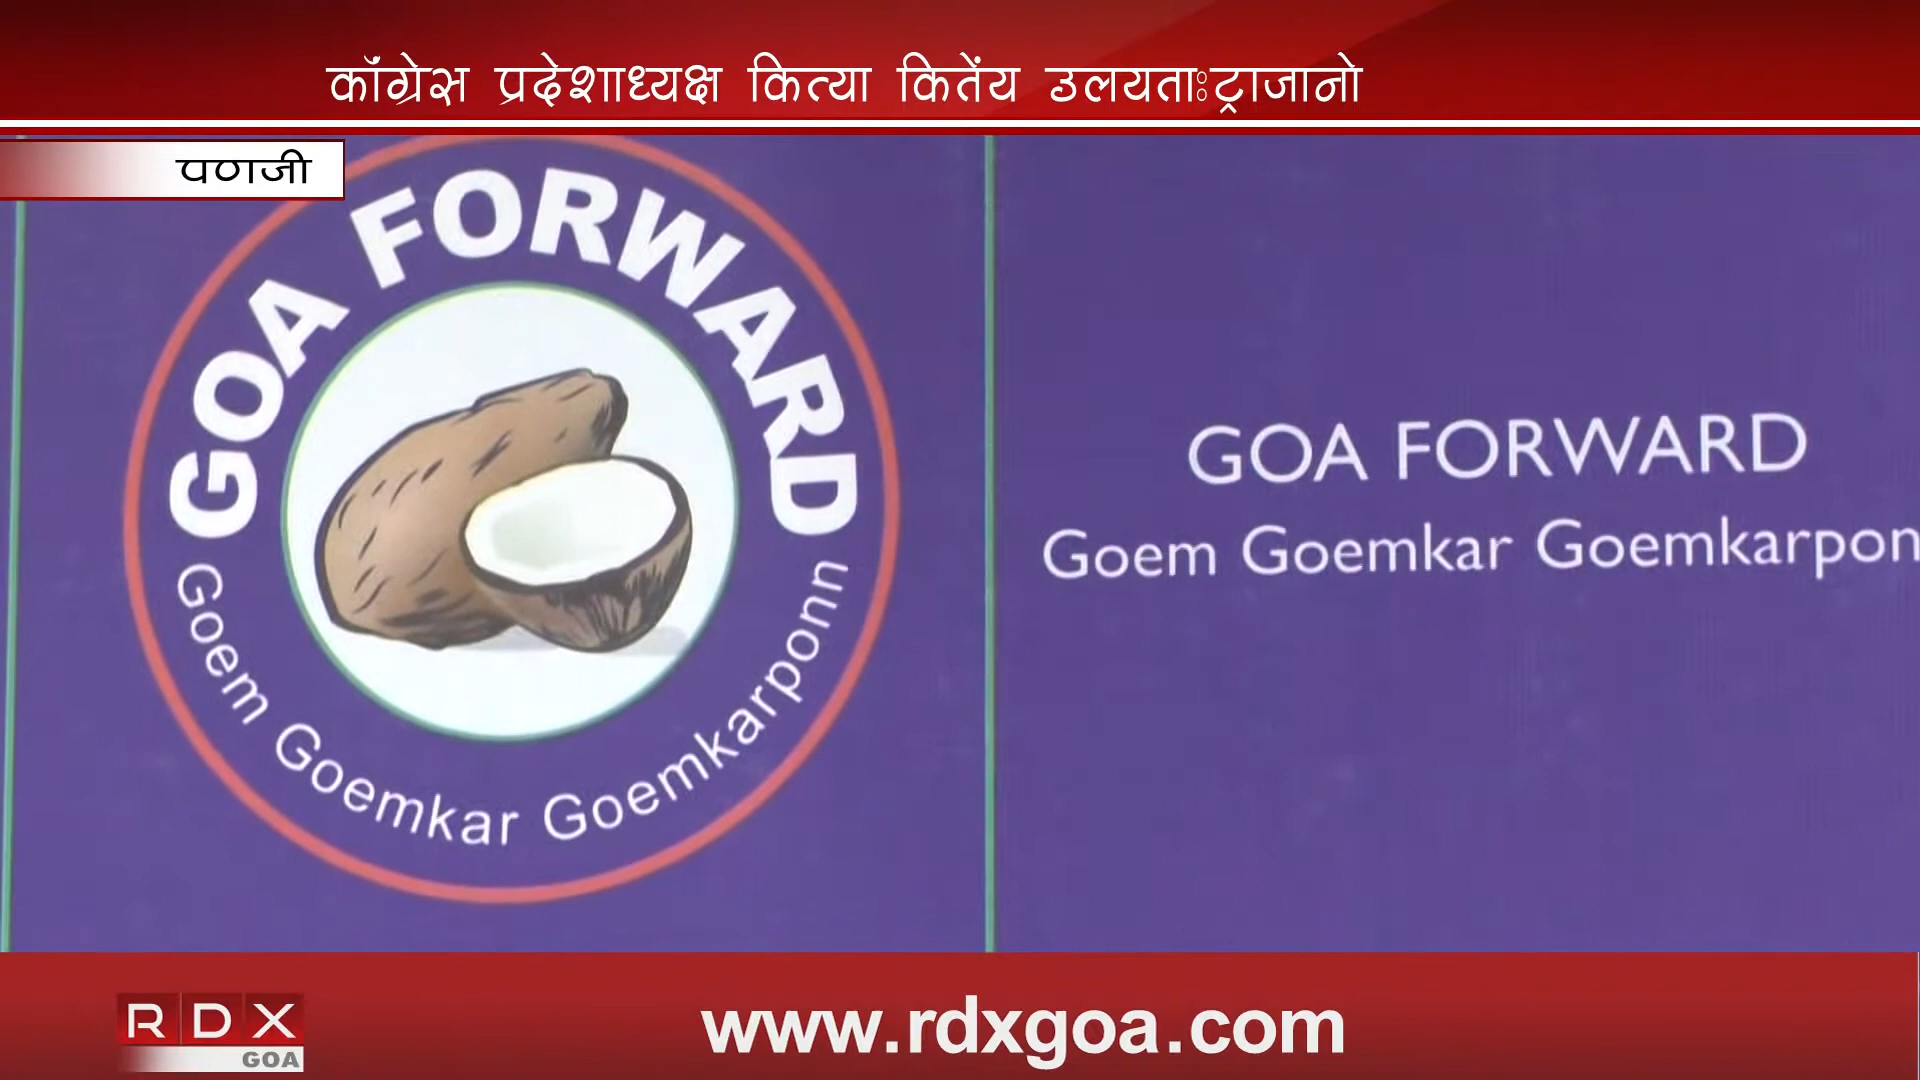 काँग्रेस प्रदेशाध्यक्ष कित्या कितेंय उलयताःट्राजानो
पणजी
GOA FORWARD
Goem Goemkar Goemkarponn
GOA FORWARD
Goem Goemkar Goemkarpon
RDX
GOA
www.rdxgoa.com